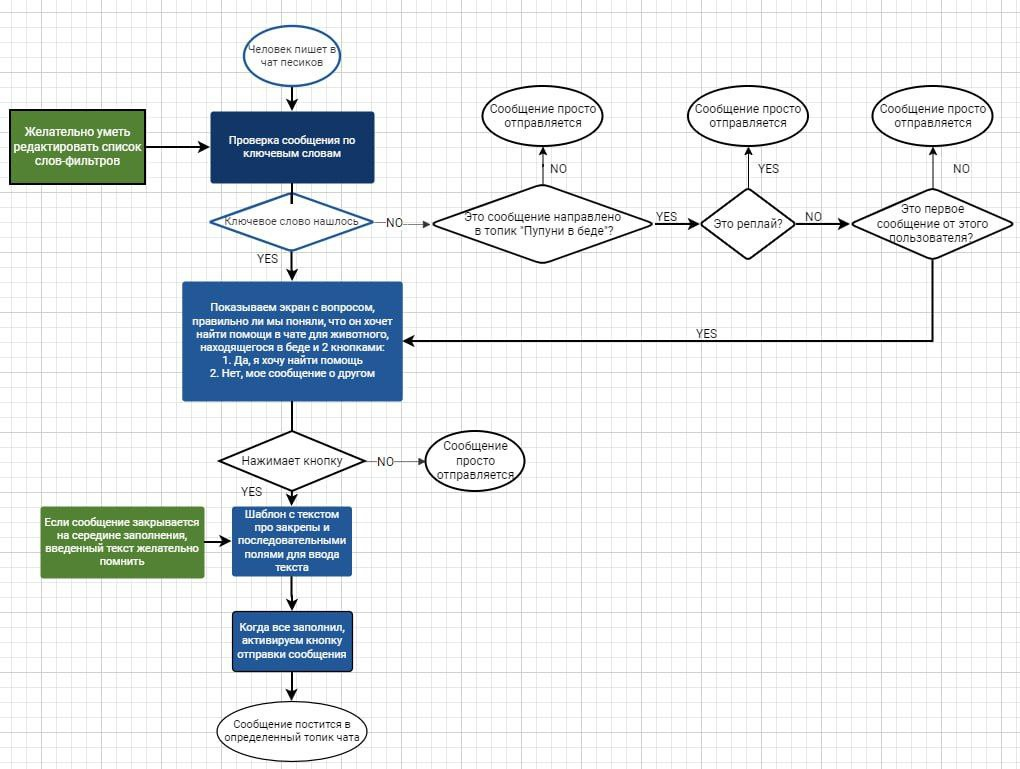 Человек пишет в
чат песиков
Желательно уметь
редактировать список
слов-фильтров
Проверка сообщения по
ключевым словам
Сообщение просто
отправляется
Сообщение просто
отправляется
Сообщение просто
отправляется
NO
YES
NO
Ключевое слово нашлось
NO
Это сообщение направлено
в топик "Пупуни в беде"?
YES
Это реплай?
NO
Это первое
сообщение от этого
пользователя?
YES
Показываем экран с вопросом,
правильно ли мы поняли, что он хочет
найти помощи в чате для животного,
находящегося в беде и 2 кнопками:
1. Да, я хочу найти помощь
2. Нет, мое сообщение о другом
YES
Нажимает кнопку
NO
Сообщение
просто
отправляется
YES
Если сообщение закрывается
на середине заполнения,
введенный текст желательно
помнить
Шаблон с текстом
про закрепы и
последовательными
полями для ввода
текста
Когда все заполнил,
активируем кнопку
отправки сообщения
Сообщение постится в
определенный топик чата